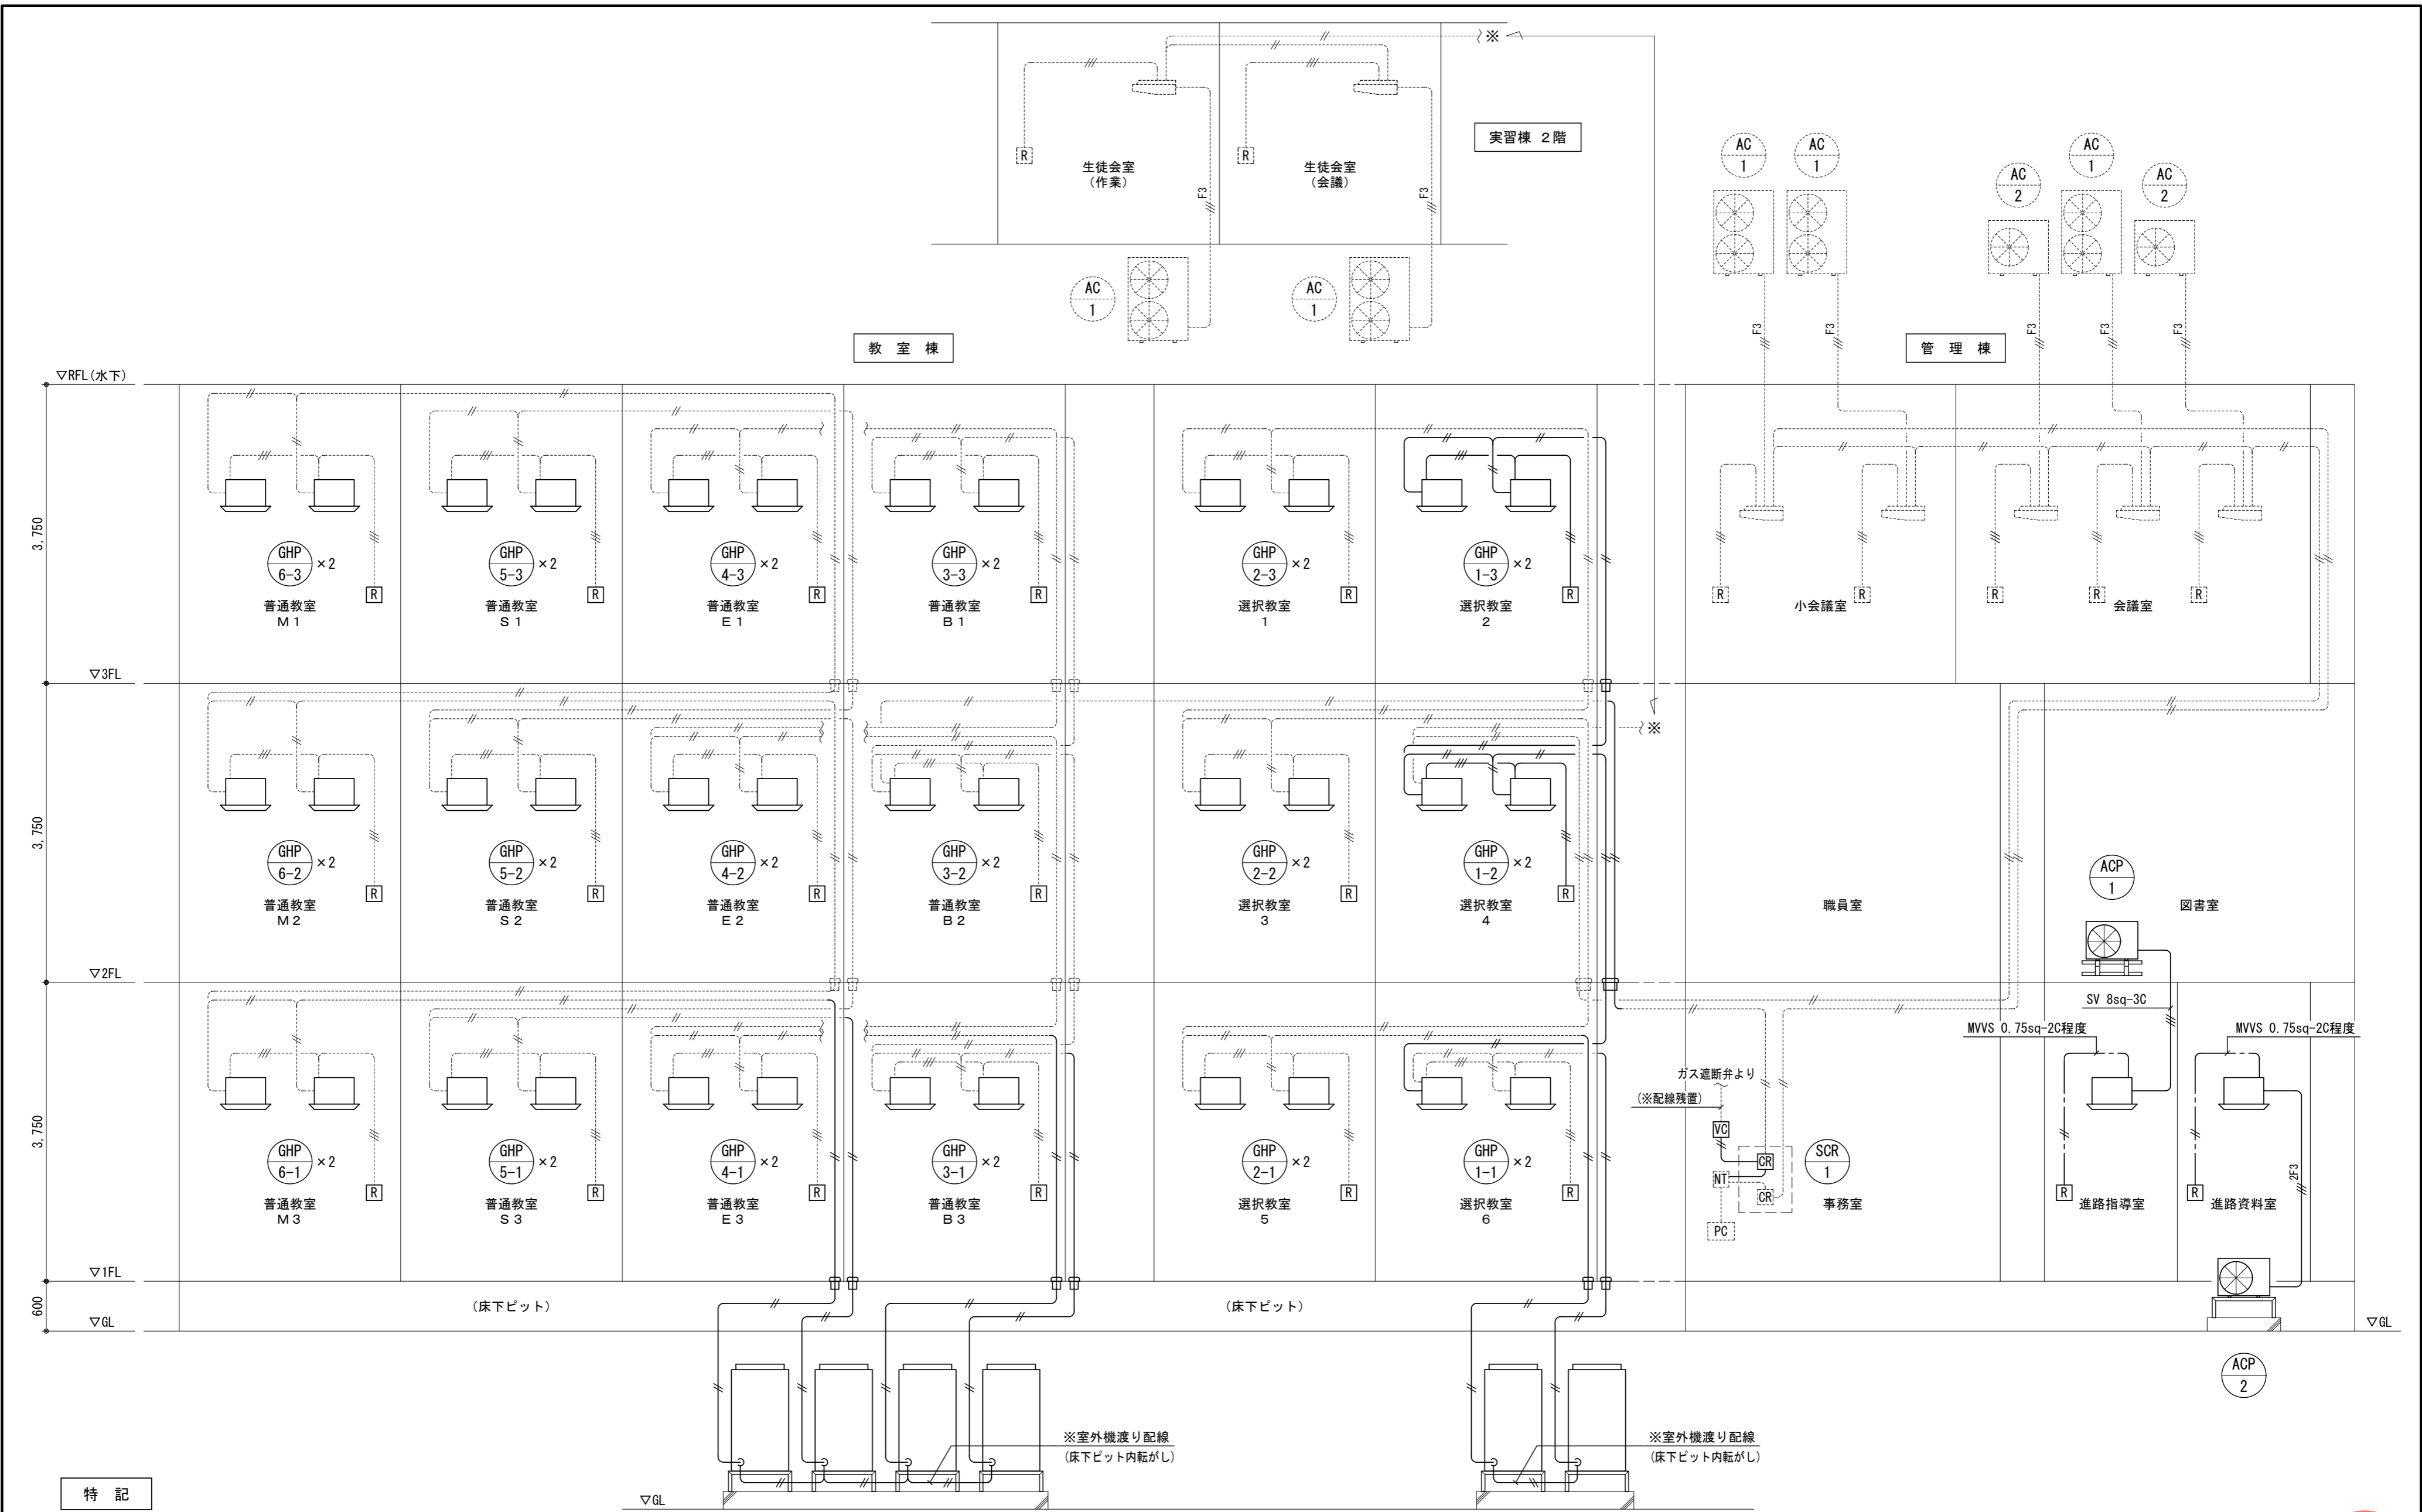 ※
実習棟 2階
R
生徒会室
(作業)
F3
R
生徒会室
(会議)
F3
AC
1
AC
1
AC
1
AC
1
AC
2
AC
1
AC
2
F3
F3
F3
F3
F3
教 室 棟
管 理 棟
▽RFL(水下)
3,750
GHP
6-3
×2
R
普通教室
M1
GHP
5-3
×2
R
普通教室
S1
GHP
4-3
×2
R
普通教室
E1
GHP
3-3
×2
R
普通教室
B1
GHP
2-3
×2
R
選択教室
1
GHP
1-3
×2
R
選択教室
2
R
小会議室
R
R
R
会議室
R
▽3FL
※
3,750
GHP
6-2
×2
R
普通教室
M2
GHP
5-2
×2
R
普通教室
S2
GHP
4-2
×2
R
普通教室
E2
GHP
3-2
×2
R
普通教室
B2
GHP
2-2
×2
R
選択教室
3
GHP
1-2
×2
R
選択教室
4
職員室
ACP
1
図書室
▽2FL
SV 8sq-3C
MVVS 0.75sq-2C程度
MVVS 0.75sq-2C程度
3,750
GHP
6-1
×2
R
普通教室
M3
GHP
5-1
×2
R
普通教室
S3
GHP
4-1
×2
R
普通教室
E3
GHP
3-1
×2
R
普通教室
B3
GHP
2-1
×2
R
選択教室
5
GHP
1-1
×2
R
選択教室
6
ガス遮断弁より
(※配線残置)
VC
CR
NT
CR
PC
SCR
1
事務室
R
進路指導室
R
進路資料室
2F3
▽1FL
600
(床下ピット)
(床下ピット)
▽GL
▽GL
ACP
2
※室外機渡り配線
(床下ピット内転がし)
※室外機渡り配線
(床下ピット内転がし)
特 記
▽GL